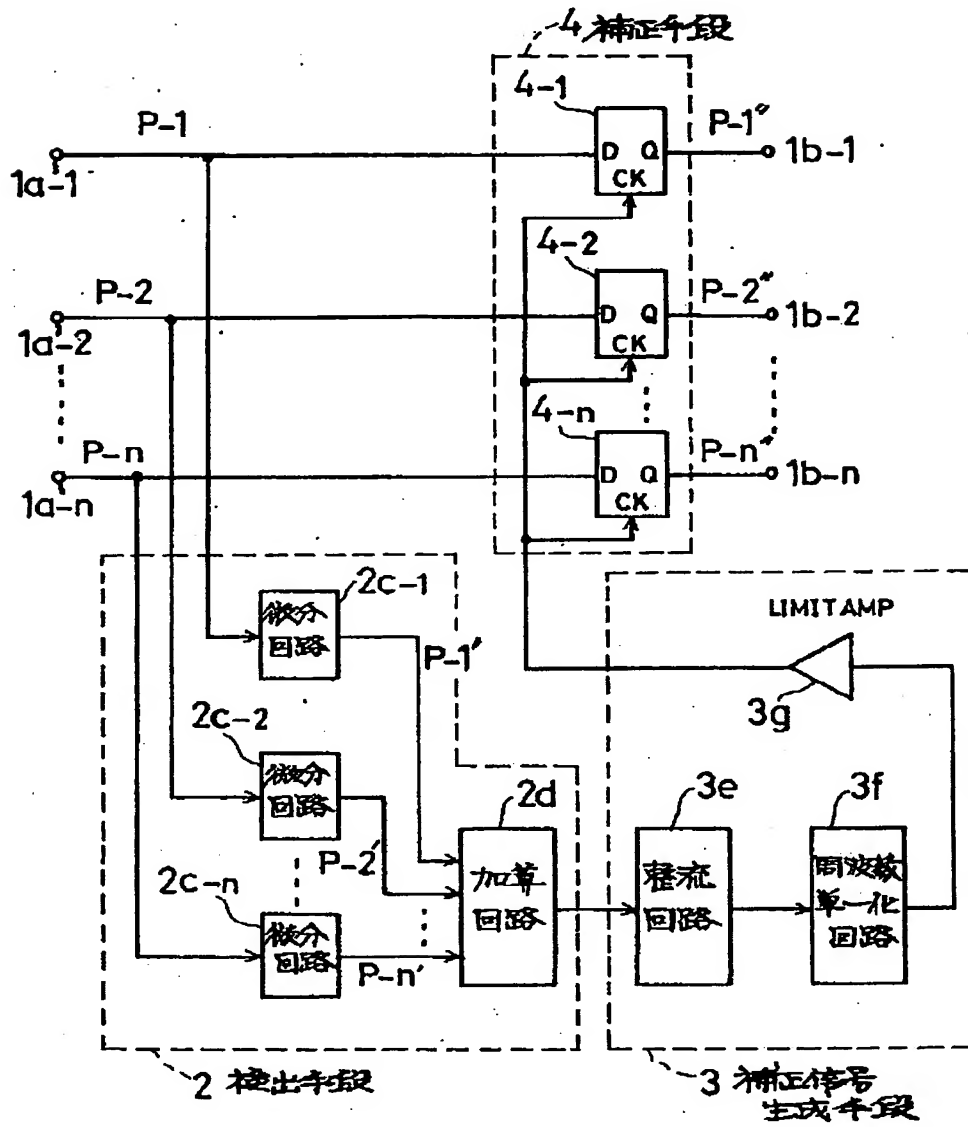 4 補正手段
4-1
P-1
D Q
CK
P-1"
1a-1
1b-1
4-2
P-2
D Q
CK
P-2"
1a-2
1b-2
4-n
P-n
D Q
CK
P-n"
1a-n
1b-n
2c-1
微分
回路
P-1'
LIMIT AMP
3g
2c-2
微分
回路
P-2'
2d
加算
回路
3e
整流
回路
3f
周波数
単一化
回路
2c-n
微分
回路
P-n'
2 検出手段
3 補正信号
生成手段